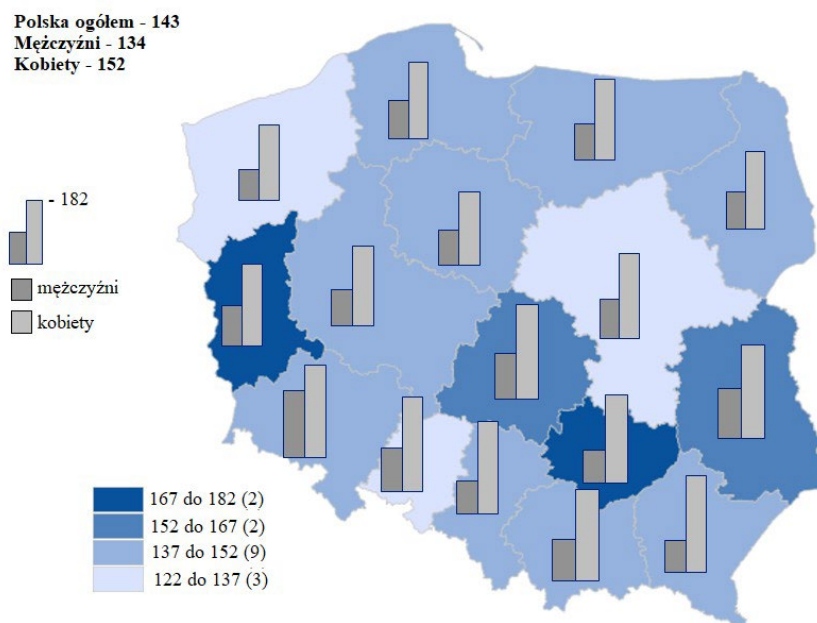 Polska ogółem - 143
Mężczyźni - 134
Kobiety - 152
- 182
mężczyźni
kobiety
167 do 182 (2)
152 do 167 (2)
137 do 152 (9)
122 do 137 (3)